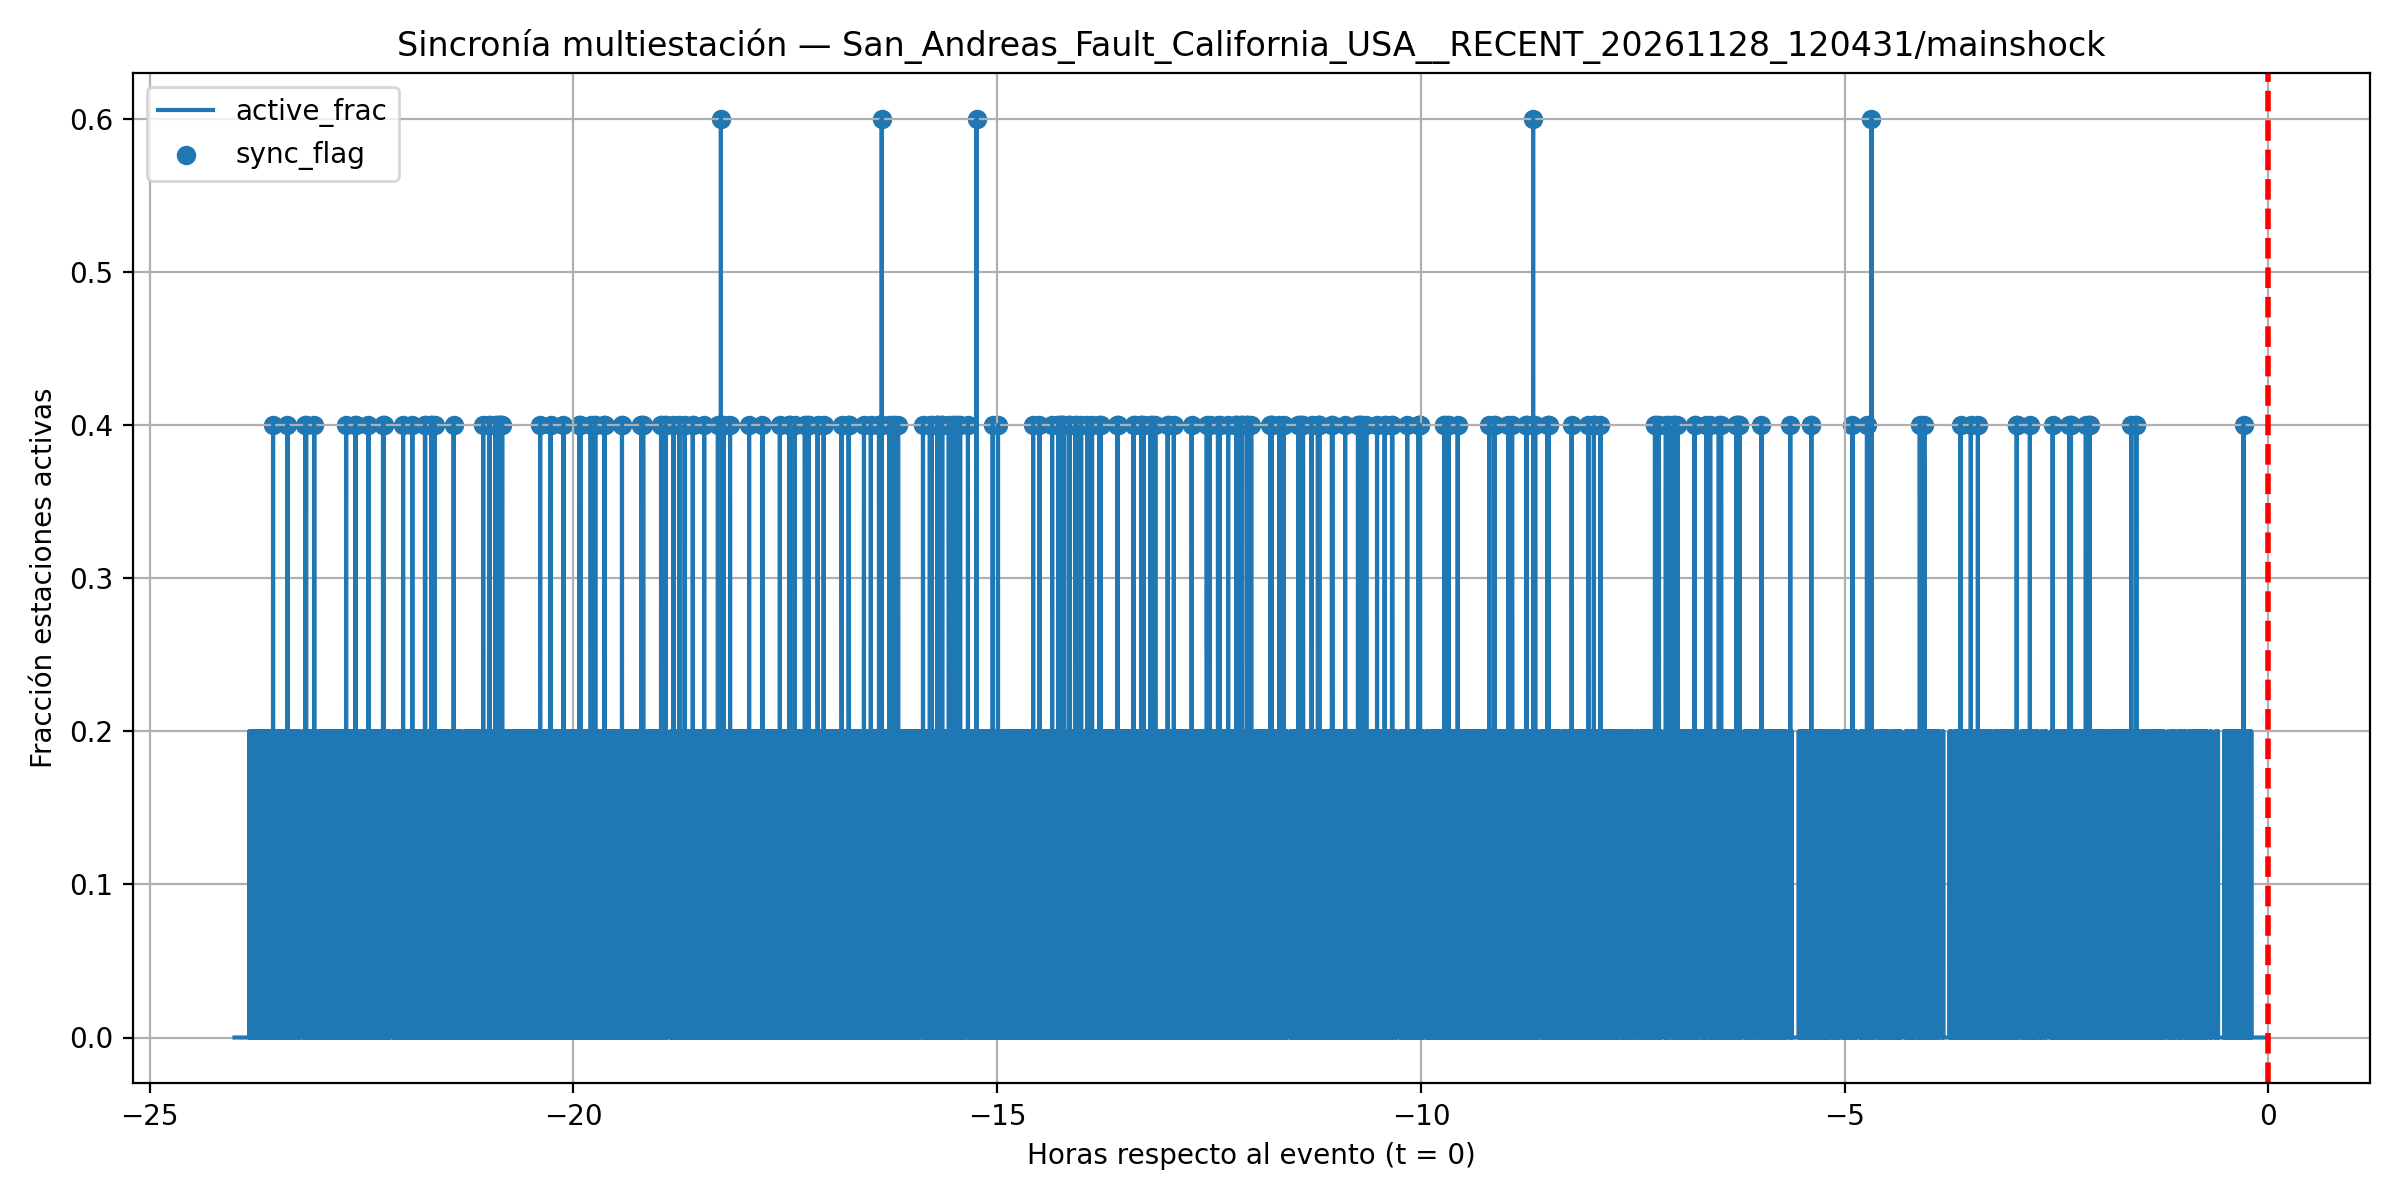 Sincronía multiestación — San_Andreas_Fault_California_USA__RECENT_20261128_120431/mainshock
active_frac
sync_flag
0.6
0.5
0.4
0.3
0.2
0.1
0.0
Fracción estaciones activas
−25
−20
−15
−10
−5
0
Horas respecto al evento (t = 0)